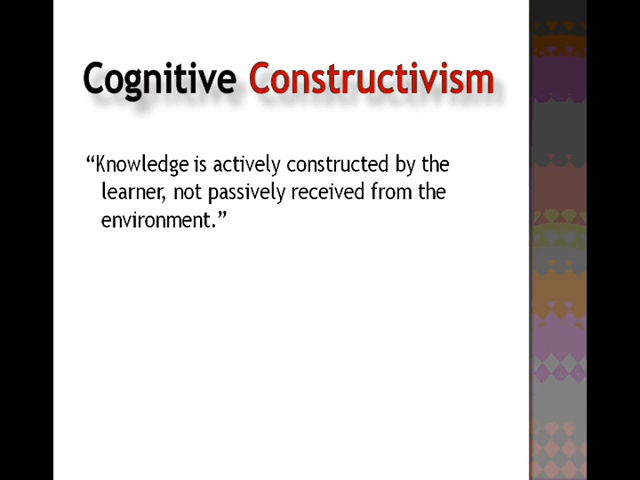 Cognitive Constructivism
“Knowledge is actively constructed by the
learner, not passively received from the
environment.”